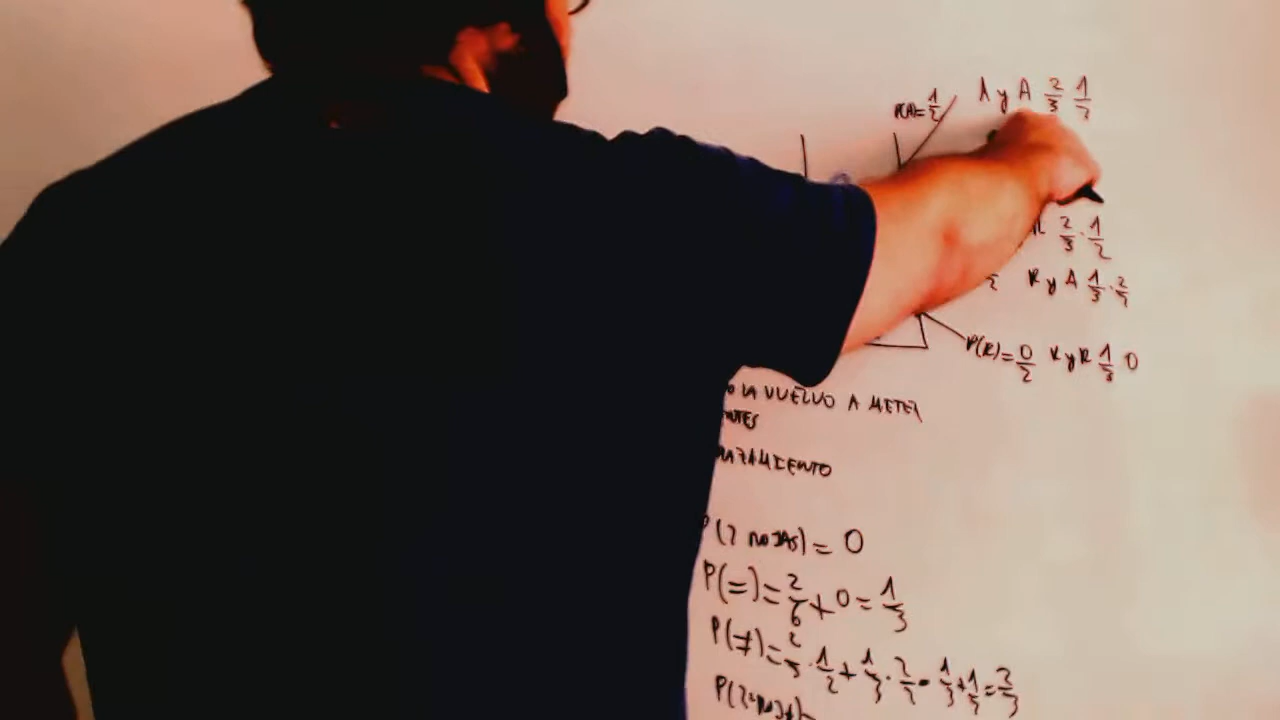 P(A)=1/2 A y A 2/3 1/2
2/3 · 1/2
R y A 1/3 · 2/2
P(R)=0/2 R y R 1/3 0
LA VUELVO A METER
ANTES
AZAMIENTO
P(2 ROJAS) = 0
P(=)=2/6+0=1/3
P(≠)=2/3·1/2+1/3·2/2=1/3+1/3=2/3